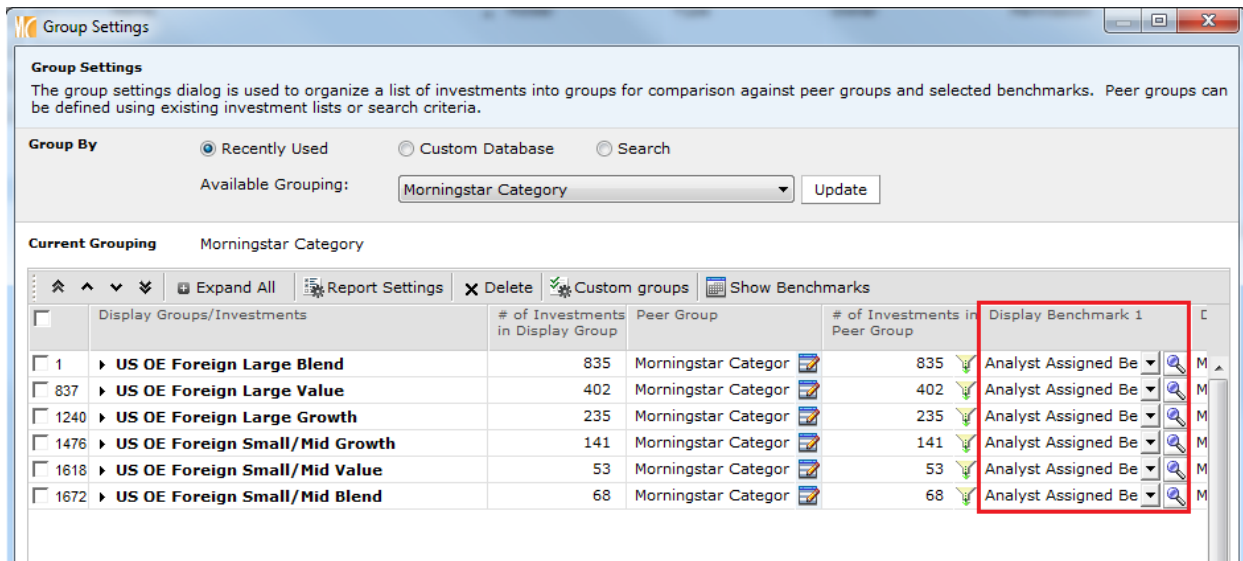 Group Settings
Group Settings
The group settings dialog is used to organize a list of investments into groups for comparison against peer groups and selected benchmarks.  Peer groups can
be defined using existing investment lists or search criteria.
Group By Recently Used Custom Database Search
Available Grouping: Morningstar Category Update
Current Grouping Morningstar Category
Expand All Report Settings Delete Custom groups Show Benchmarks
Display Groups/Investments # of Investments Peer Group # of Investments in Display Benchmark 1 D
in Display Group Peer Group
1 US OE Foreign Large Blend 835 Morningstar Categor 835 Analyst Assigned Be M
837 US OE Foreign Large Value 402 Morningstar Categor 402 Analyst Assigned Be M
1240 US OE Foreign Large Growth 235 Morningstar Categor 235 Analyst Assigned Be M
1476 US OE Foreign Small/Mid Growth 141 Morningstar Categor 141 Analyst Assigned Be M
1618 US OE Foreign Small/Mid Value 53 Morningstar Categor 53 Analyst Assigned Be M
1672 US OE Foreign Small/Mid Blend 68 Morningstar Categor 68 Analyst Assigned Be M